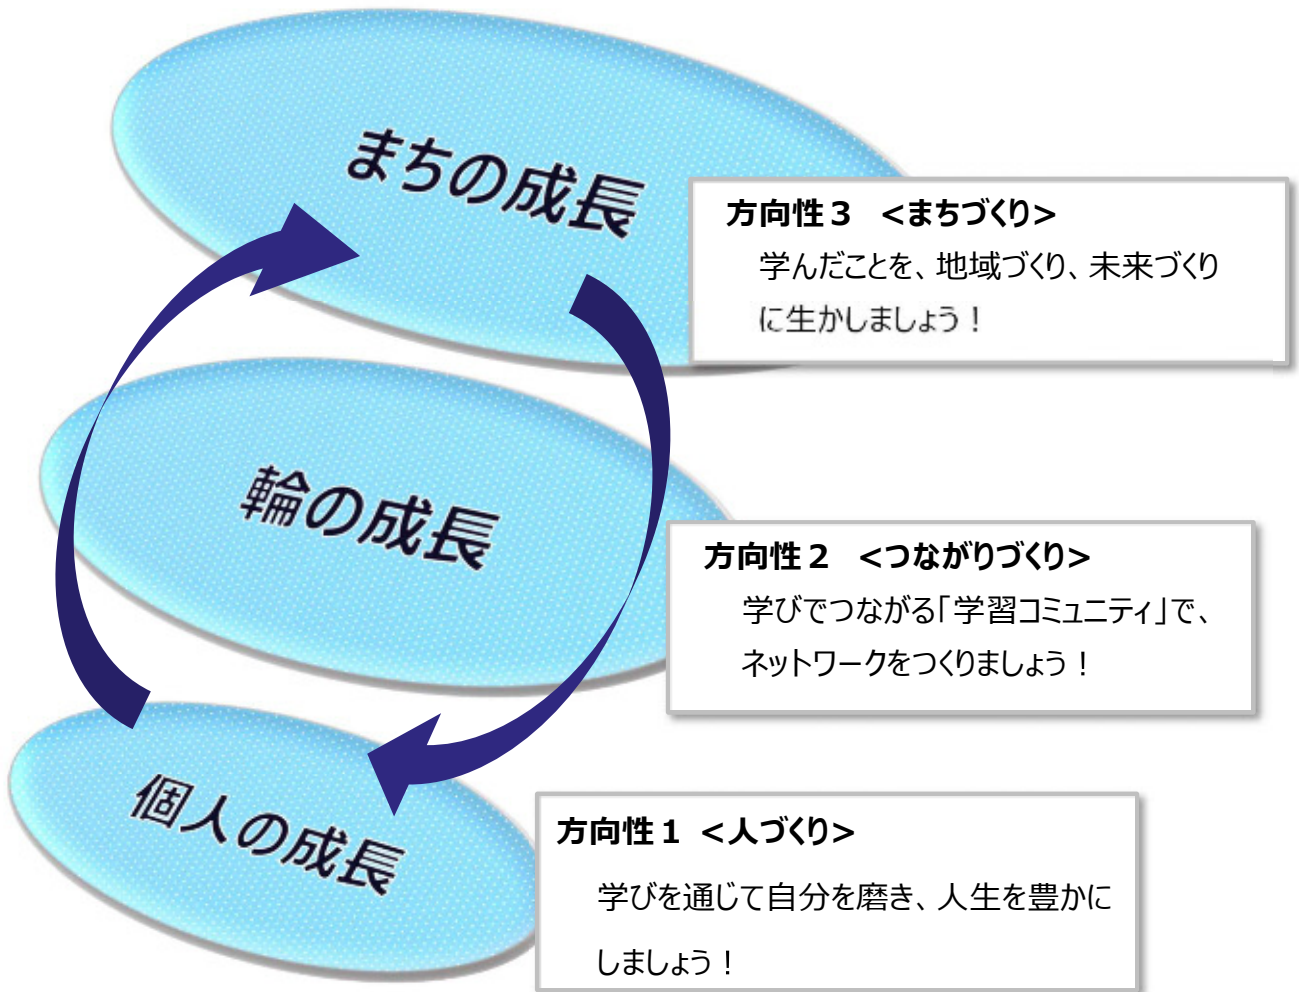 まちの成長
方向性３ <まちづくり>
学んだことを、地域づくり、未来づくり
に生かしましょう！
輪の成長
方向性２ <つながりづくり>
学びでつながる「学習コミュニティ」で、
ネットワークをつくりましょう！
個人の成長
方向性１ <人づくり>
学びを通じて自分を磨き、人生を豊かに
しましょう！